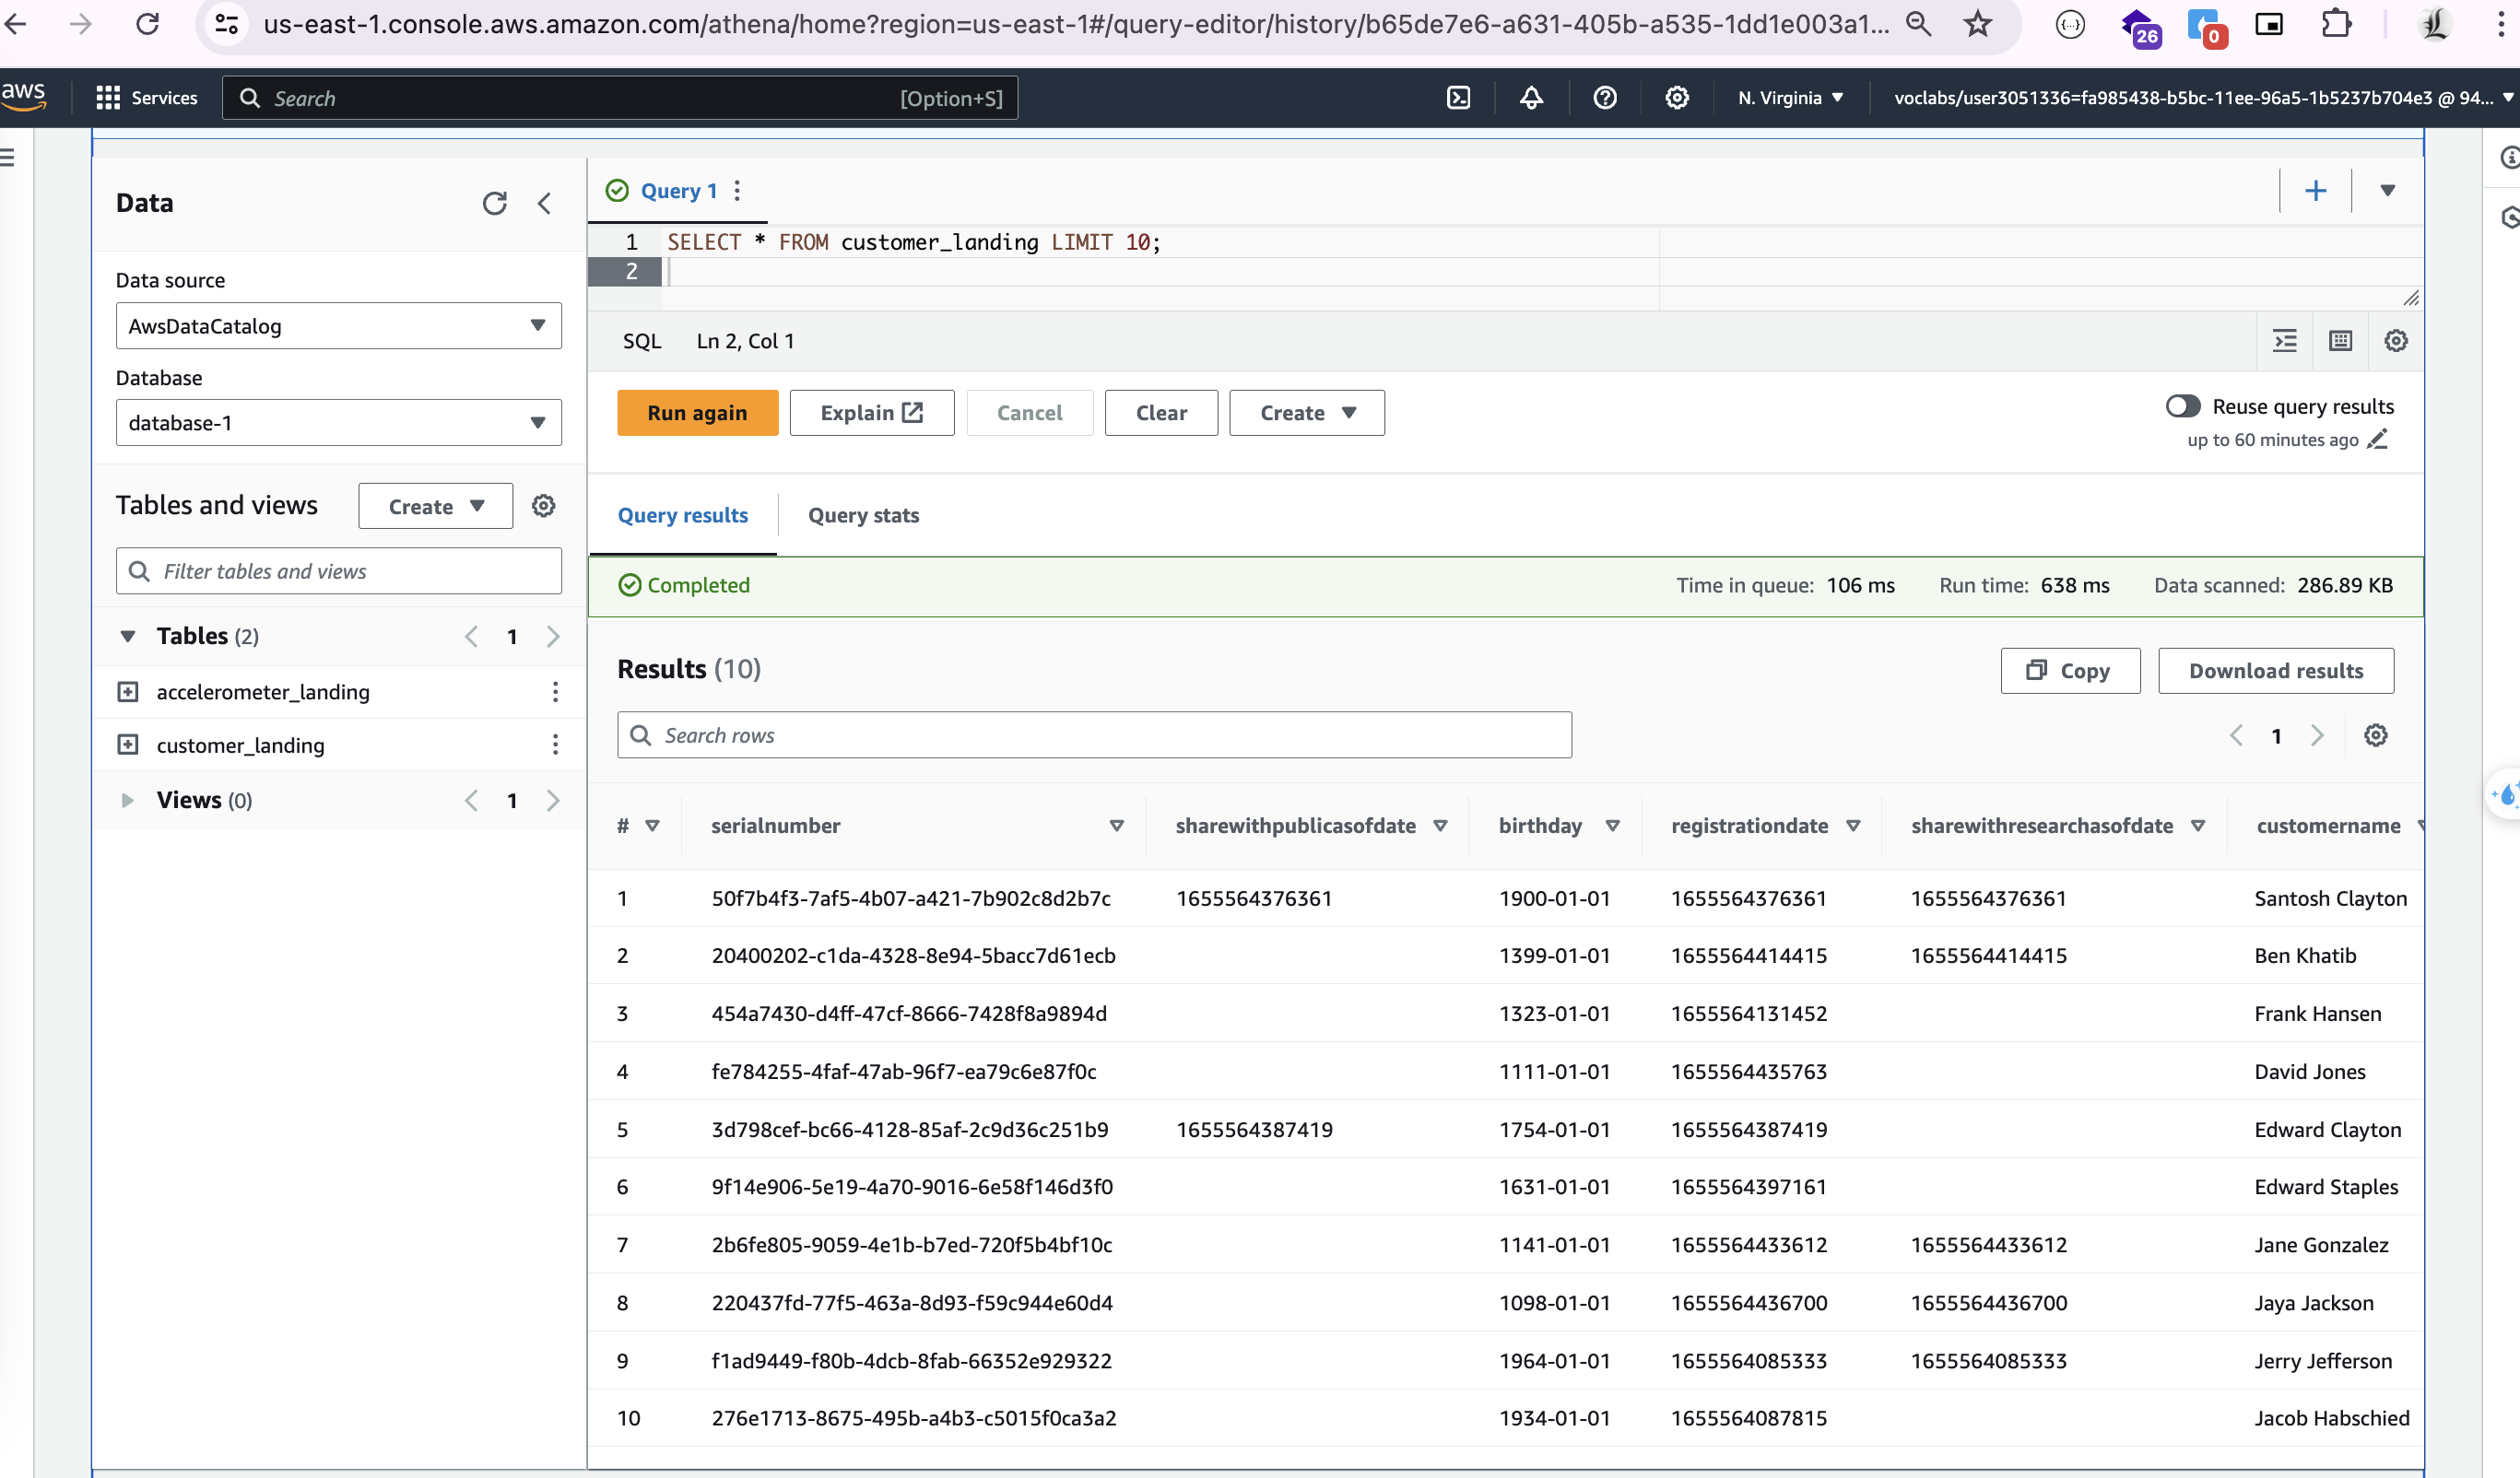 us-east-1.console.aws.amazon.com/athena/home?region=us-east-1#/query-editor/history/b65de7e6-a631-405b-a535-1dd1e003a1...
26
0
aws
Services
Search
[Option+S]
N. Virginia
voclabs/user3051336=fa985438-b5bc-11ee-96a5-1b5237b704e3 @ 94...
Data
Data source
AwsDataCatalog
Database
database-1
Tables and views
Create
Filter tables and views
Tables (2)
1
accelerometer_landing
customer_landing
Views (0)
1
Query 1
1 SELECT * FROM customer_landing LIMIT 10;
2
SQL Ln 2, Col 1
Run again
Explain
Cancel
Clear
Create
Reuse query results
up to 60 minutes ago
Query results
Query stats
Completed
Time in queue: 106 ms
Run time: 638 ms
Data scanned: 286.89 KB
Results (10)
Copy
Download results
Search rows
1
# serialnumber sharewithpublicasofdate birthday registrationdate sharewithresearchasofdate customername
1 50f7b4f3-7af5-4b07-a421-7b902c8d2b7c 1655564376361 1900-01-01 1655564376361 1655564376361 Santosh Clayton
2 20400202-c1da-4328-8e94-5bacc7d61ecb 1399-01-01 1655564414415 1655564414415 Ben Khatib
3 454a7430-d4ff-47cf-8666-7428f8a9894d 1323-01-01 1655564131452 Frank Hansen
4 fe784255-4faf-47ab-96f7-ea79c6e87f0c 1111-01-01 1655564435763 David Jones
5 3d798cef-bc66-4128-85af-2c9d36c251b9 1655564387419 1754-01-01 1655564387419 Edward Clayton
6 9f14e906-5e19-4a70-9016-6e58f146d3f0 1631-01-01 1655564397161 Edward Staples
7 2b6fe805-9059-4e1b-b7ed-720f5b4bf10c 1141-01-01 1655564433612 1655564433612 Jane Gonzalez
8 220437fd-77f5-463a-8d93-f59c944e60d4 1098-01-01 1655564436700 1655564436700 Jaya Jackson
9 f1ad9449-f80b-4dcb-8fab-66352e929322 1964-01-01 1655564085333 1655564085333 Jerry Jefferson
10 276e1713-8675-495b-a4b3-c5015f0ca3a2 1934-01-01 1655564087815 Jacob Habschied